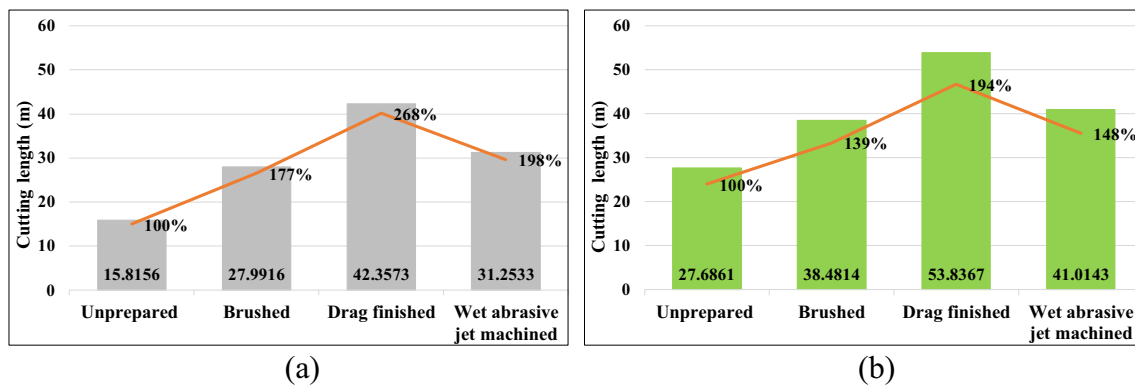 Cutting length (m)
60
50
40
30
20
10
0
100%
177%
268%
198%
15.8156
27.9916
42.3573
31.2533
Unprepared
Brushed
Drag finished
Wet abrasive
jet machined
(a)
Cutting length (m)
60
50
40
30
20
10
0
100%
139%
194%
148%
27.6861
38.4814
53.8367
41.0143
Unprepared
Brushed
Drag finished
Wet abrasive
jet machined
(b)